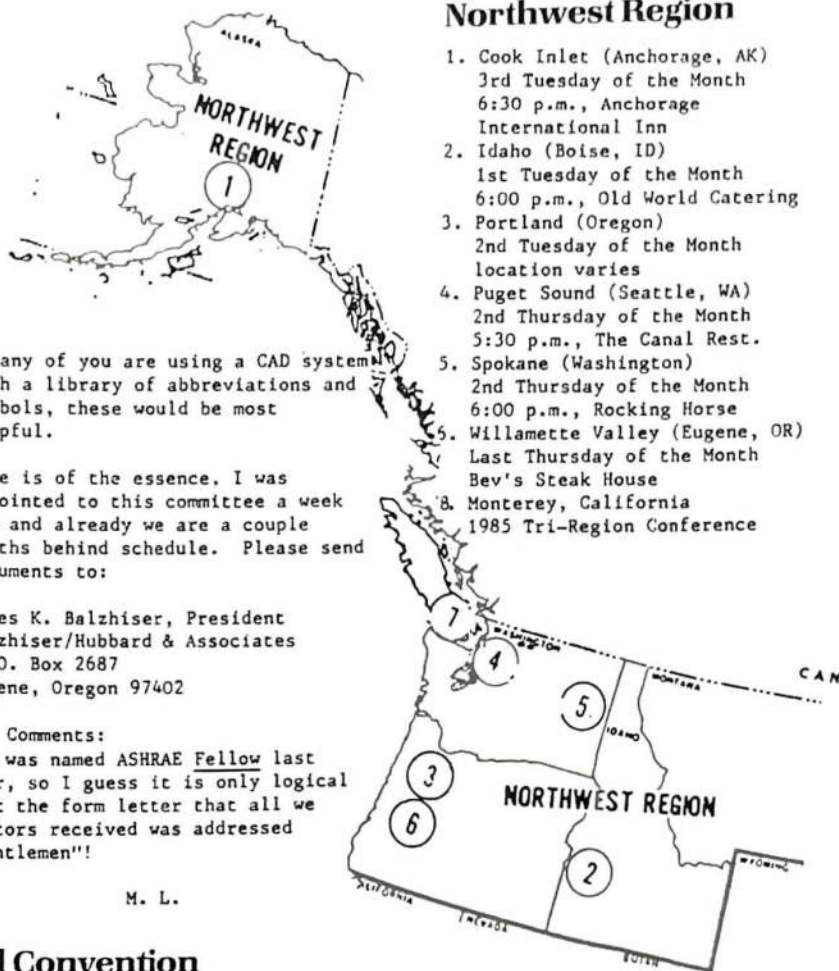 Northwest Region
1. Cook Inlet (Anchorage, AK)
3rd Tuesday of the Month
6:30 p.m., Anchorage
International Inn
2. Idaho (Boise, ID)
1st Tuesday of the Month
6:00 p.m., Old World Catering
3. Portland (Oregon)
2nd Tuesday of the Month
location varies
4. Puget Sound (Seattle, WA)
2nd Thursday of the Month
5:30 p.m., The Canal Rest.
5. Spokane (Washington)
2nd Thursday of the Month
6:00 p.m., Rocking Horse
6. Willamette Valley (Eugene, OR)
Last Thursday of the Month
Bev's Steak House
8. Monterey, California
1985 Tri-Region Conference
ALASKA
NORTHWEST
REGION
1
any of you are using a CAD system
h a library of abbreviations and
bols, these would be most
pful.
e is of the essence. I was
ointed to this committee a week
and already we are a couple
ths behind schedule. Please send
uments to:
es K. Balzhiser, President
zhiser/Hubbard & Associates
O. Box 2687
ene, Oregon 97402
Comments:
was named ASHRAE Fellow last
r, so I guess it is only logical
t the form letter that all we
tors received was addressed
ntlemen"!
M. L.
l Convention
7
WASHINGTON
4
5
MONTANA
CAN
IDAHO
3
6
NORTHWEST REGION
2
WYOMING
CALIFORNIA
NEVADA
UTAH